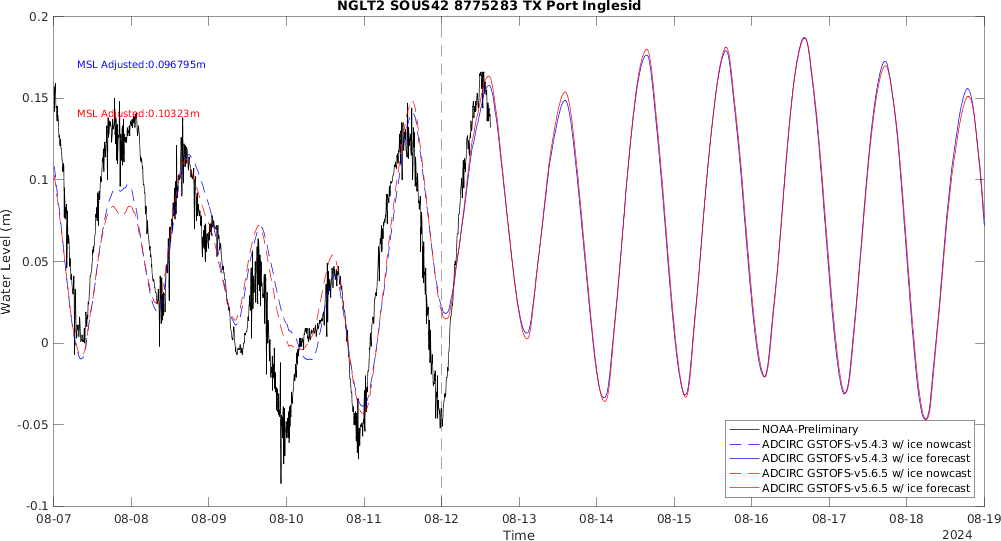 NGLT2 SOUS42 8775283 TX Port Inglesid
0.2
0.15
0.1
0.05
0
-0.05
-0.1
Water Level (m)
MSL Adjusted:0.096795m
MSL Adjusted:0.10323m
NOAA-Preliminary
ADCIRC GSTOFS-v5.4.3 w/ ice nowcast
ADCIRC GSTOFS-v5.4.3 w/ ice forecast
ADCIRC GSTOFS-v5.6.5 w/ ice nowcast
ADCIRC GSTOFS-v5.6.5 w/ ice forecast
08-07 08-08 08-09 08-10 08-11 08-12 08-13 08-14 08-15 08-16 08-17 08-18 08-19
Time
2024